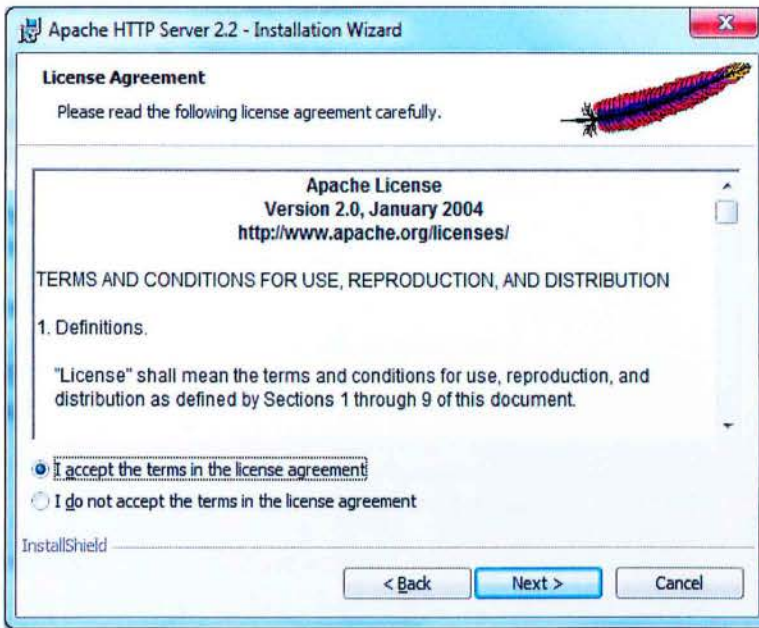 Apache HTTP Server 2.2 - Installation Wizard
License Agreement
Please read the following license agreement carefully.
Apache License
Version 2.0, January 2004
http://www.apache.org/licenses/
TERMS AND CONDITIONS FOR USE, REPRODUCTION, AND DISTRIBUTION
1. Definitions.
"License" shall mean the terms and conditions for use, reproduction, and
distribution as defined by Sections 1 through 9 of this document.
I accept the terms in the license agreement
I do not accept the terms in the license agreement
InstallShield
< Back Next > Cancel